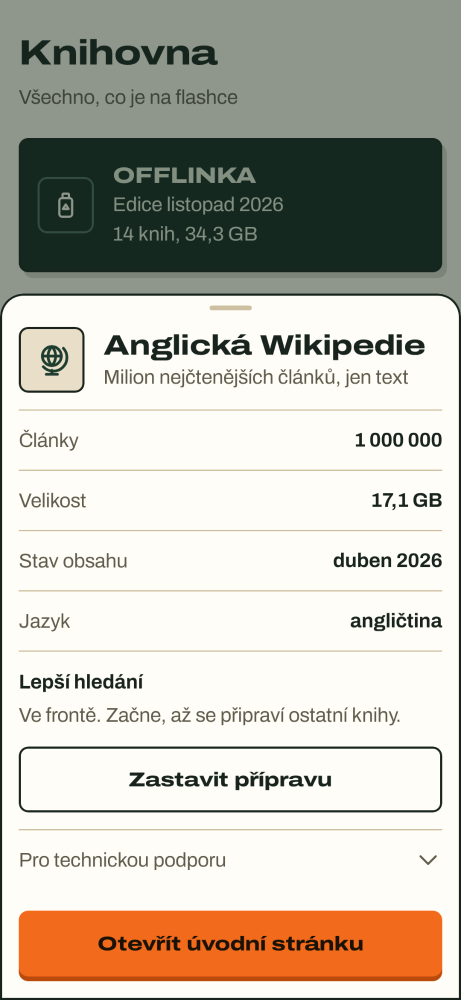 Knihovna
Všechno, co je na flashce
OFFLINKA
Edice listopad 2026
14 knih, 34,3 GB
Anglická Wikipedie
Milion nejčtenějších článků, jen text
Články 1 000 000
Velikost 17,1 GB
Stav obsahu duben 2026
Jazyk angličtina
Lepší hledání
Ve frontě. Začne, až se připraví ostatní knihy.
Zastavit přípravu
Pro technickou podporu
Otevřít úvodní stránku